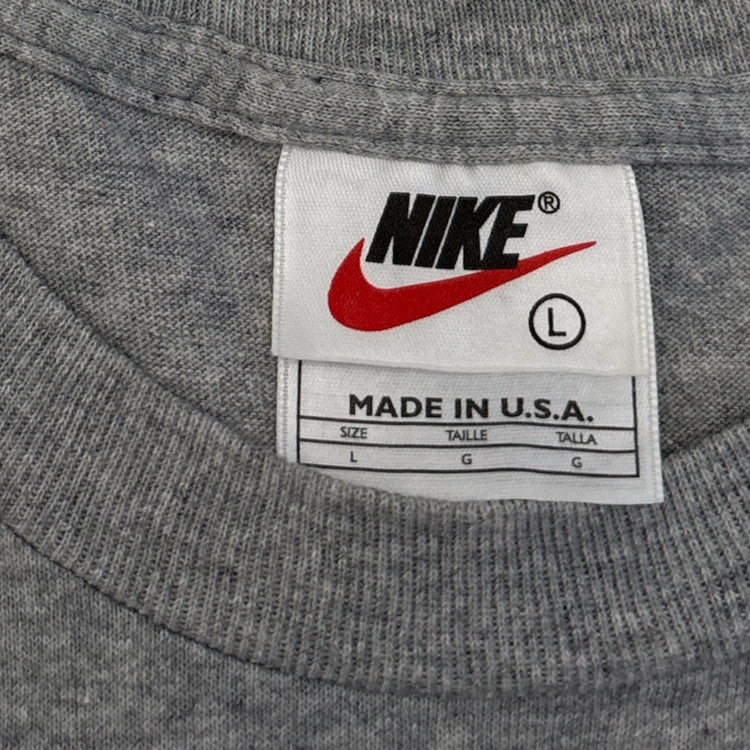 NIKE®
L
MADE IN U.S.A.
SIZE TAILLE TALLA
L G G